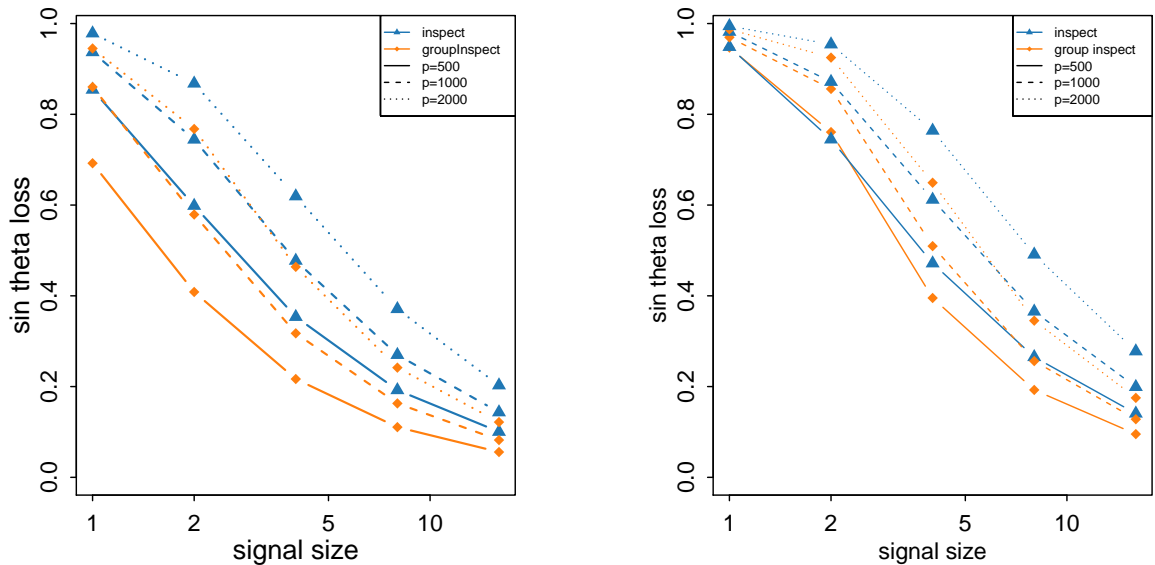 sin theta loss
0.0
0.2
0.4
0.6
0.8
1.0
1
2
5
10
signal size
inspect
groupInspect
p=500
p=1000
p=2000
sin theta loss
0.0
0.2
0.4
0.6
0.8
1.0
1
2
5
10
signal size
inspect
group inspect
p=500
p=1000
p=2000